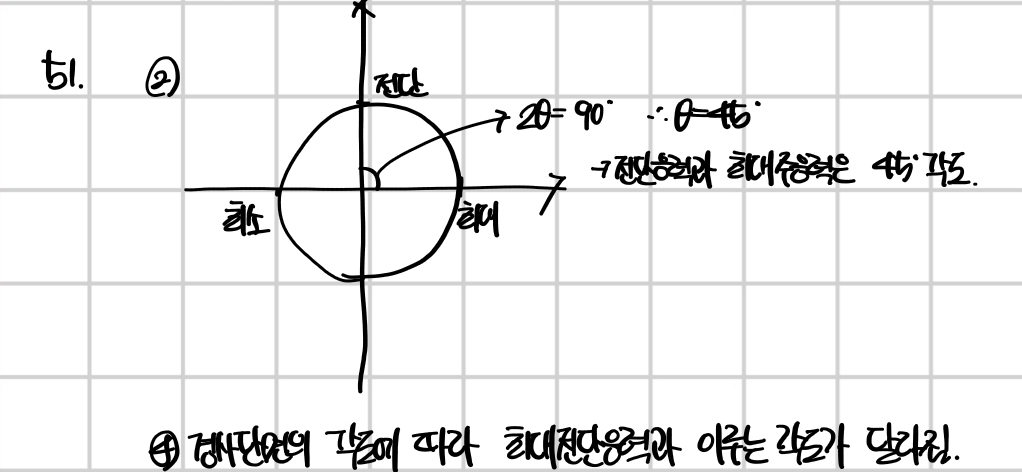 51. ②
전단
→ 2θ = 90° ∴ θ = 45°
→ 전단응력과 최대주응력은 45° 각도.
최소 최대
④ 경사단면의 각도에 따라 최대전단응력과 이루는 각도가 달라짐.